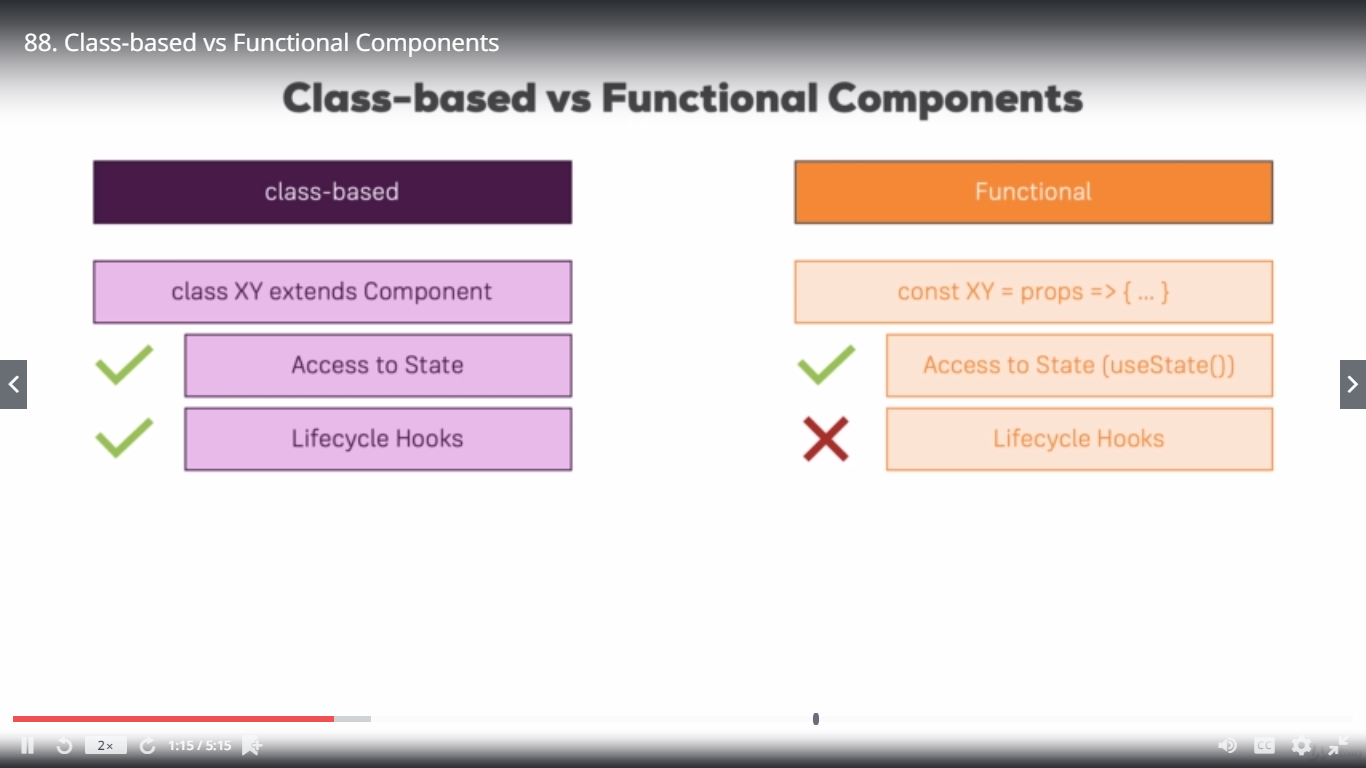 88. Class-based vs Functional Components
Class-based vs Functional Components
class-based
Functional
class XY extends Component
const XY = props => { ... }
Access to State
Access to State (useState())
Lifecycle Hooks
Lifecycle Hooks
2×
1:15 / 5:15
CC